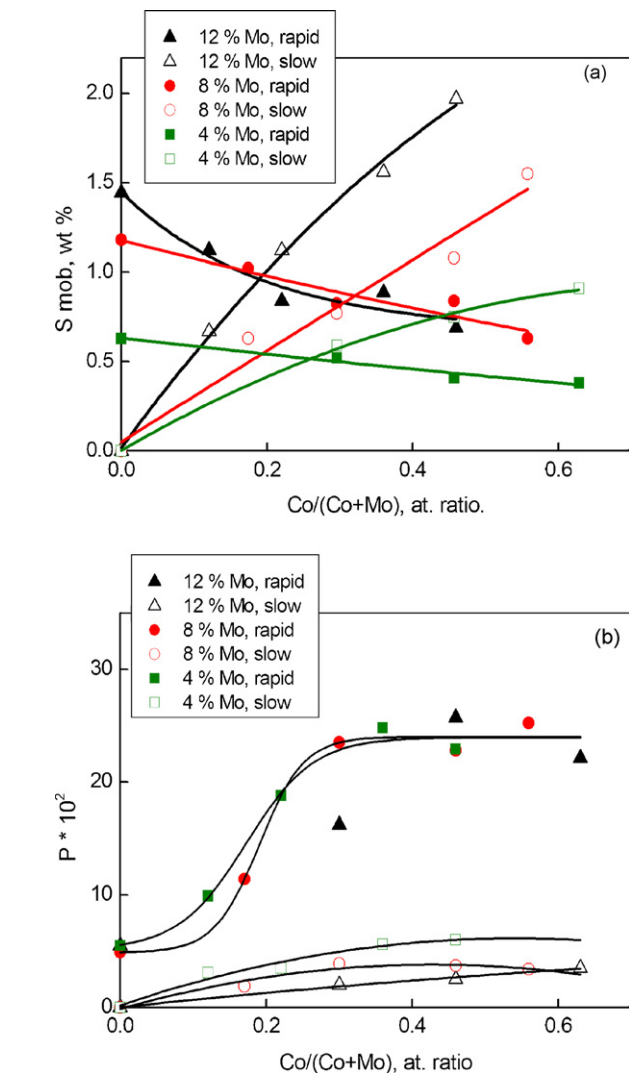 12 % Mo, rapid
12 % Mo, slow
8 % Mo, rapid
8 % Mo, slow
4 % Mo, rapid
4 % Mo, slow
(a)
2.0
1.5
1.0
0.5
0.0
S mob, wt %
0.0 0.2 0.4 0.6
Co/(Co+Mo), at. ratio.
12 % Mo, rapid
12 % Mo, slow
8 % Mo, rapid
8 % Mo, slow
4 % Mo, rapid
4 % Mo, slow
(b)
30
20
10
0
P * 10²
0.0 0.2 0.4 0.6
Co/(Co+Mo), at. ratio